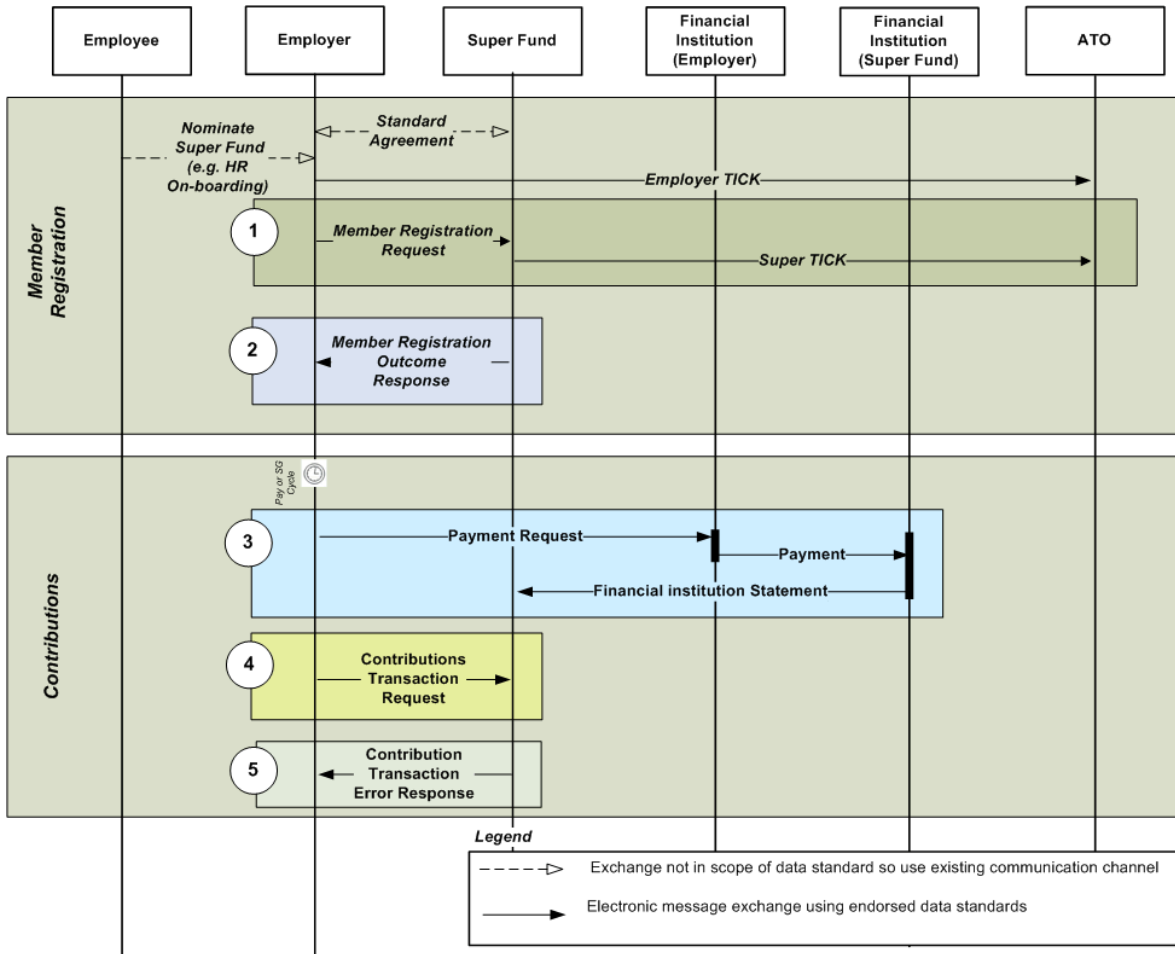 Employee
Employer
Super Fund
Financial
Institution
(Employer)
Financial
Institution
(Super Fund)
ATO
Member
Registration
Nominate
Super Fund
(e.g. HR
On-boarding)
Standard
Agreement
Employer TICK
1
Member Registration
Request
Super TICK
2
Member Registration
Outcome
Response
Contributions
Pay or SG
Cycle
3
Payment Request
Payment
Financial institution Statement
4
Contributions
Transaction
Request
5
Contribution
Transaction
Error Response
Legend
Exchange not in scope of data standard so use existing communication channel
Electronic message exchange using endorsed data standards